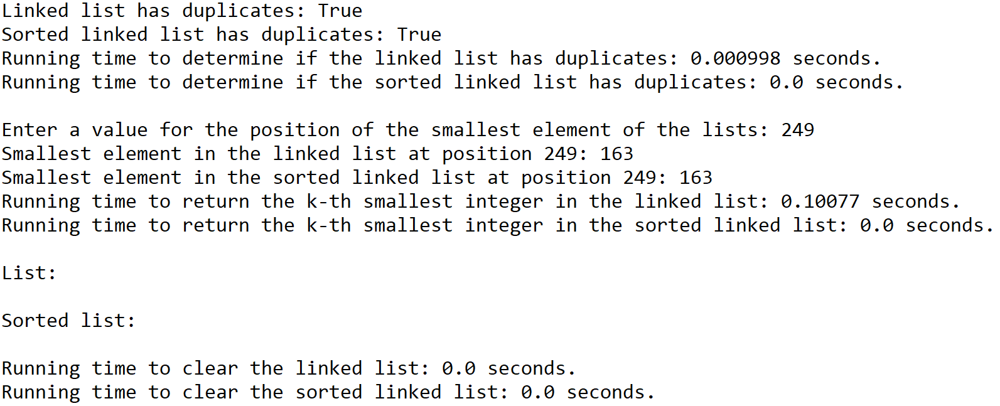 Linked list has duplicates: True
Sorted linked list has duplicates: True
Running time to determine if the linked list has duplicates: 0.000998 seconds.
Running time to determine if the sorted linked list has duplicates: 0.0 seconds.
Enter a value for the position of the smallest element of the lists: 249
Smallest element in the linked list at position 249: 163
Smallest element in the sorted linked list at position 249: 163
Running time to return the k-th smallest integer in the linked list: 0.10077 seconds.
Running time to return the k-th smallest integer in the sorted linked list: 0.0 seconds.
List:
Sorted list:
Running time to clear the linked list: 0.0 seconds.
Running time to clear the sorted linked list: 0.0 seconds.